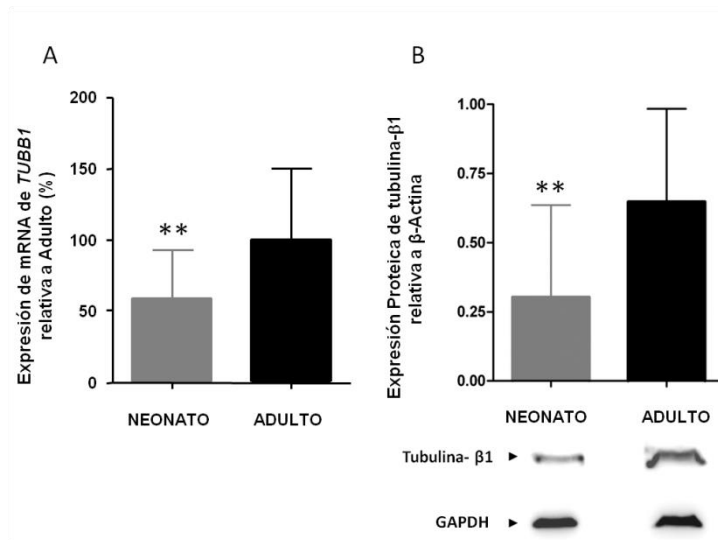 A
Expresión de mRNA de TUBB1
relativa a Adulto (%)
200
150
100
50
0
**
NEONATO
ADULTO
B
Expresión Proteica de tubulina-β1
relativa a β-Actina
1.00
0.75
0.50
0.25
0.00
**
NEONATO
ADULTO
Tubulina- β1
GAPDH